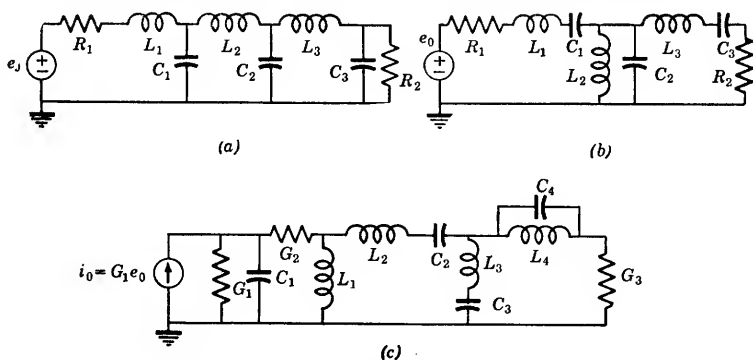 R₁ L₁ L₂ L₃
e_J C₁ C₂ C₃ R₂
(a)
e₀ R₁ L₁ C₁ L₃ C₃
L₂ C₂ R₂
(b)
C₄
G₂ L₂ C₂ L₄
i₀=G₁e₀ G₁ C₁ L₁ L₃ G₃
C₃
(c)